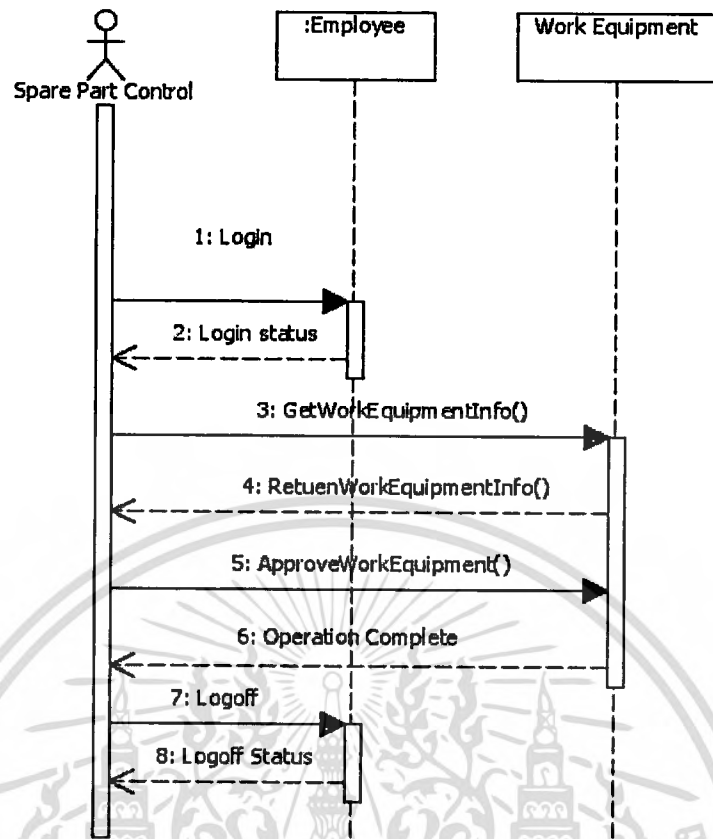 :Employee
Work Equipment
Spare Part Control
1: Login
2: Login status
3: GetWorkEquipmentInfo()
4: RetuenWorkEquipmentInfo()
5: ApproveWorkEquipment()
6: Operation Complete
7: Logoff
8: Logoff Status